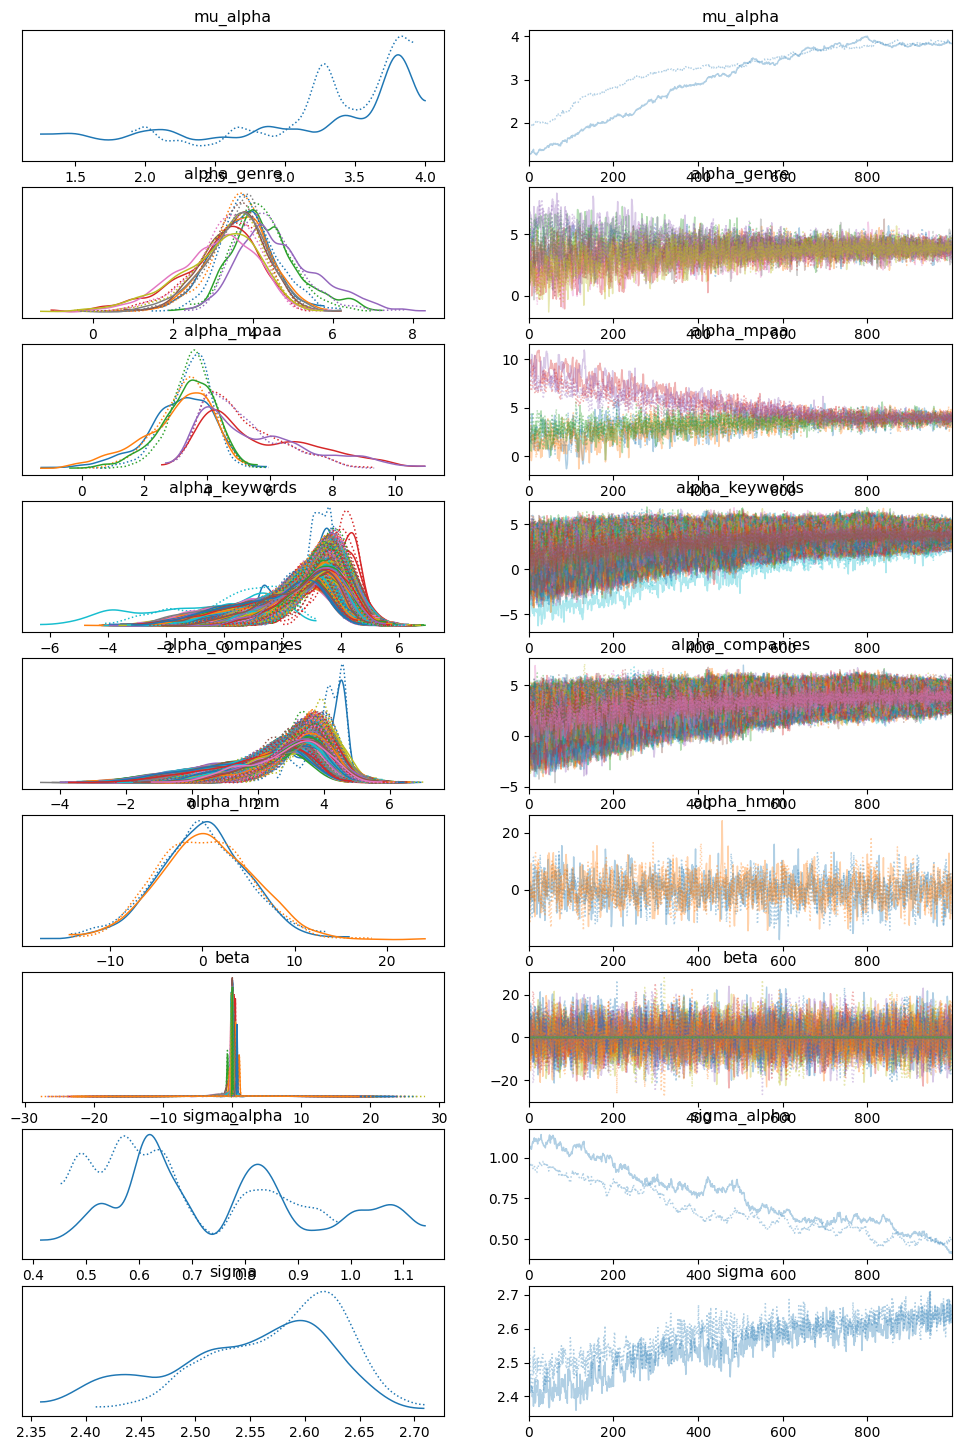 mu_alpha
mu_alpha
4
3
2
1.5 2.0 2.5 3.0 3.5 4.0
0 200 400 600 800
alpha_genre
alpha_genre
5
0
0 2 4 6 8
0 200 400 600 800
alpha_mpaa
alpha_mpaa
10
5
0
0 2 4 6 8 10
0 200 400 600 800
alpha_keywords
alpha_keywords
5
0
−5
−6 −4 −2 0 2 4 6
0 200 400 600 800
alpha_companies
alpha_companies
5
0
−5
−4 −2 0 2 4 6
0 200 400 600 800
alpha_hmm
alpha_hmm
20
0
−10 0 10 20
0 200 400 600 800
beta
beta
20
0
−20
−30 −20 −10 0 10 20 30
0 200 400 600 800
sigma_alpha
sigma_alpha
1.00
0.75
0.50
0.4 0.5 0.6 0.7 0.8 0.9 1.0 1.1
0 200 400 600 800
sigma
sigma
2.7
2.6
2.5
2.4
2.35 2.40 2.45 2.50 2.55 2.60 2.65 2.70
0 200 400 600 800